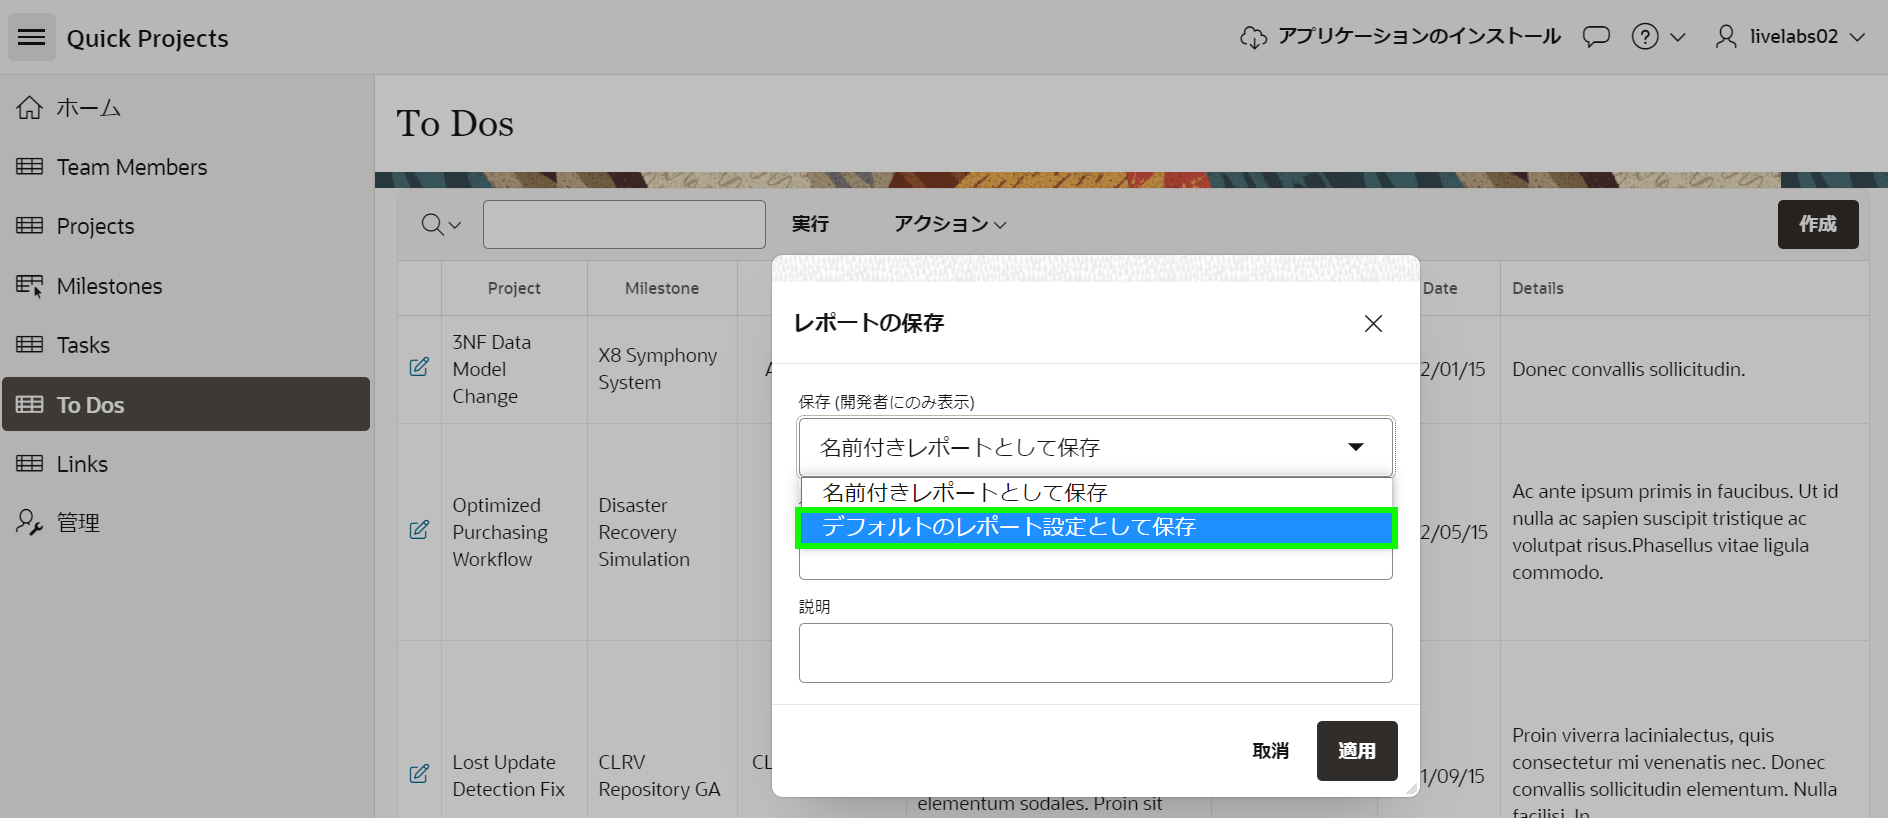 Quick Projects
アプリケーションのインストール
livelabs02
ホーム
Team Members
Projects
Milestones
Tasks
To Dos
Links
管理
To Dos
実行
アクション
作成
Project
Milestone
Date
Details
3NF Data
Model
Change
X8 Symphony
System
2/01/15
Donec convallis sollicitudin.
Optimized
Purchasing
Workflow
Disaster
Recovery
Simulation
2/05/15
Ac ante ipsum primis in faucibus. Ut id
nulla ac sapien suscipit tristique ac
volutpat risus.Phasellus vitae ligula
commodo.
Lost Update
Detection Fix
CLRV
Repository GA
CL
elementum sodales. Proin sit
1/09/15
Proin viverra lacinialectus, quis
consectetur mi venenatis nec. Donec
convallis sollicitudin elementum. Nulla
facilisi. In
レポートの保存
保存 (開発者にのみ表示)
名前付きレポートとして保存
名前付きレポートとして保存
デフォルトのレポート設定として保存
説明
取消
適用